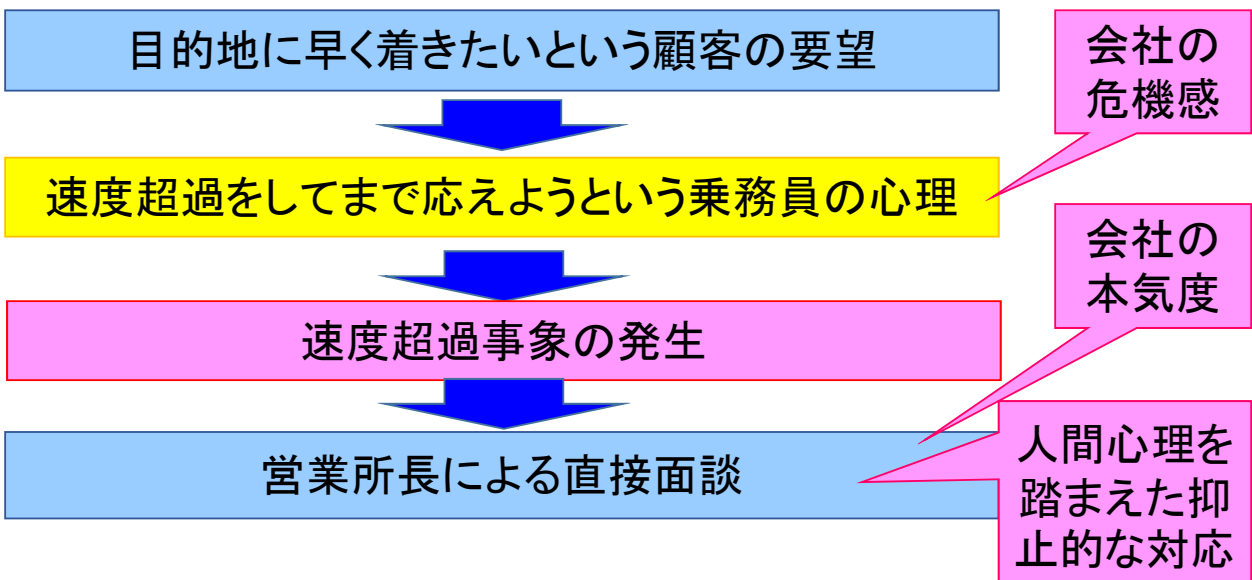 目的地に早く着きたいという顧客の要望
会社の
危機感
速度超過をしてまで応えようという乗務員の心理
会社の
本気度
速度超過事象の発生
営業所長による直接面談
人間心理を
踏まえた抑
止的な対応